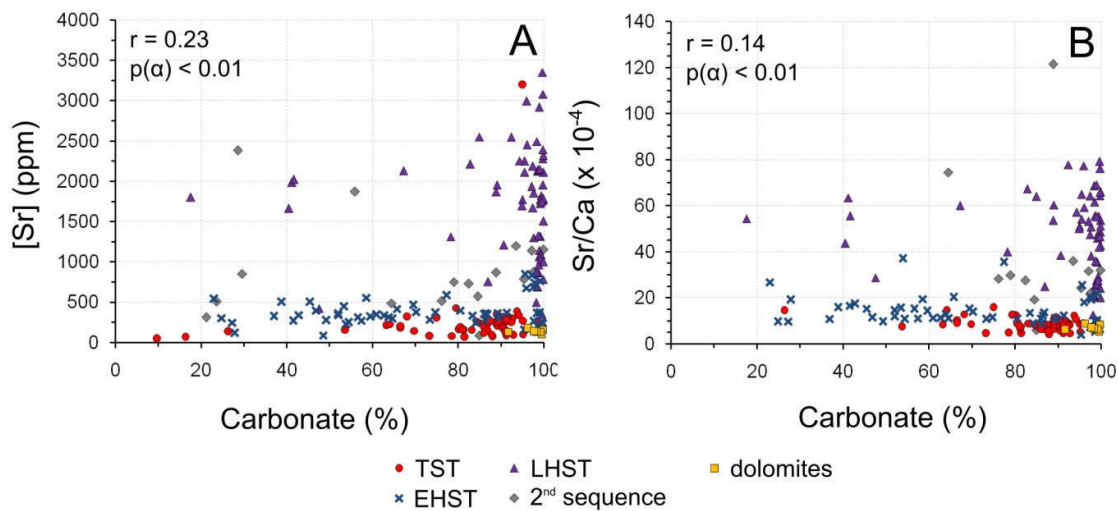 A
r = 0.23
p(α) < 0.01
[Sr] (ppm)
4000
3500
3000
2500
2000
1500
1000
500
0
0 20 40 60 80 100
Carbonate (%)
B
r = 0.14
p(α) < 0.01
Sr/Ca (x 10⁻⁴)
140
120
100
80
60
40
20
0
0 20 40 60 80 100
Carbonate (%)
TST LHST dolomites
EHST 2nd sequence